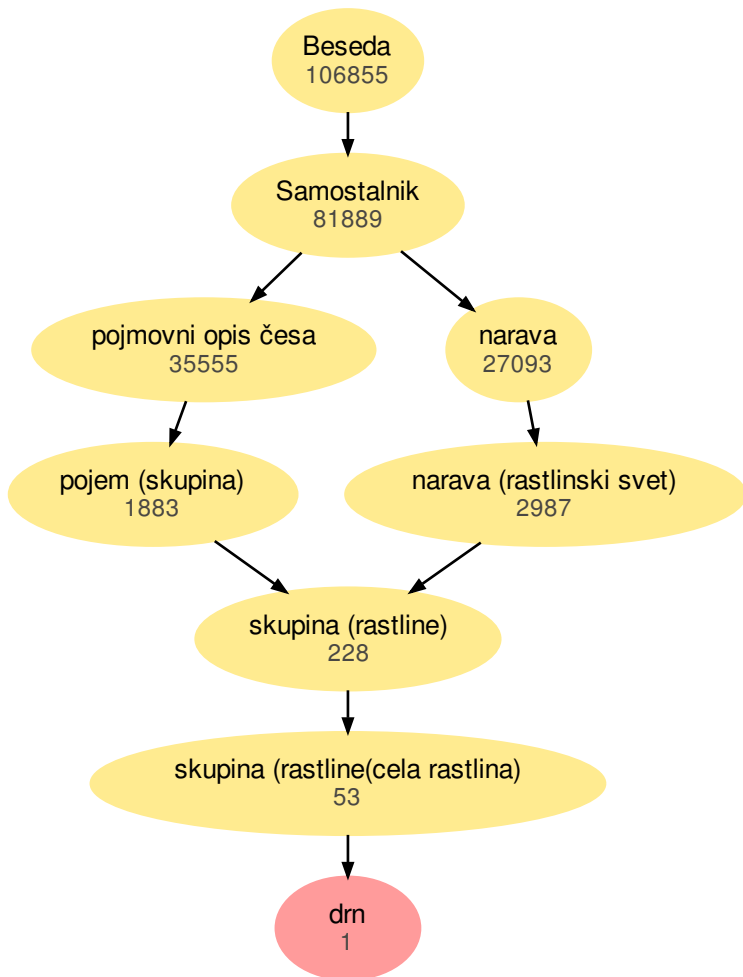 Beseda
106855
Samostalnik
81889
pojmovni opis česa
35555
narava
27093
pojem (skupina)
1883
narava (rastlinski svet)
2987
skupina (rastline)
228
skupina (rastline(cela rastlina)
53
drn
1